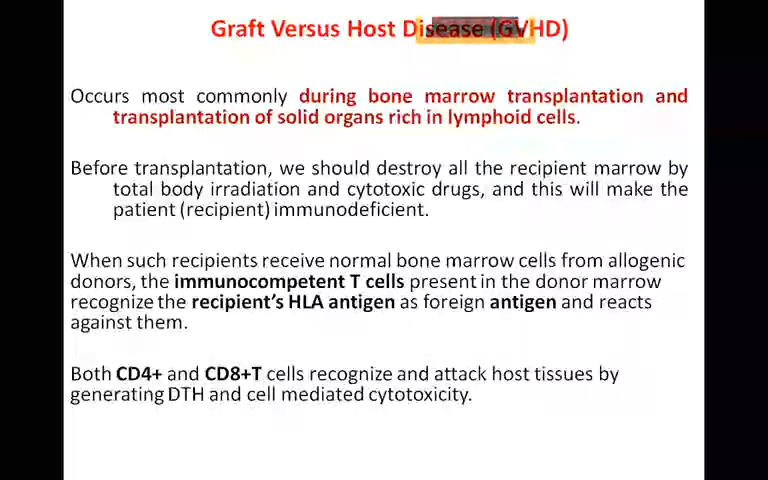 Graft Versus Host Disease (GVHD)
Occurs most commonly during bone marrow transplantation and
transplantation of solid organs rich in lymphoid cells.
Before transplantation, we should destroy all the recipient marrow by
total body irradiation and cytotoxic drugs, and this will make the
patient (recipient) immunodeficient.
When such recipients receive normal bone marrow cells from allogenic
donors, the immunocompetent T cells present in the donor marrow
recognize the recipient's HLA antigen as foreign antigen and reacts
against them.
Both CD4+ and CD8+T cells recognize and attack host tissues by
generating DTH and cell mediated cytotoxicity.